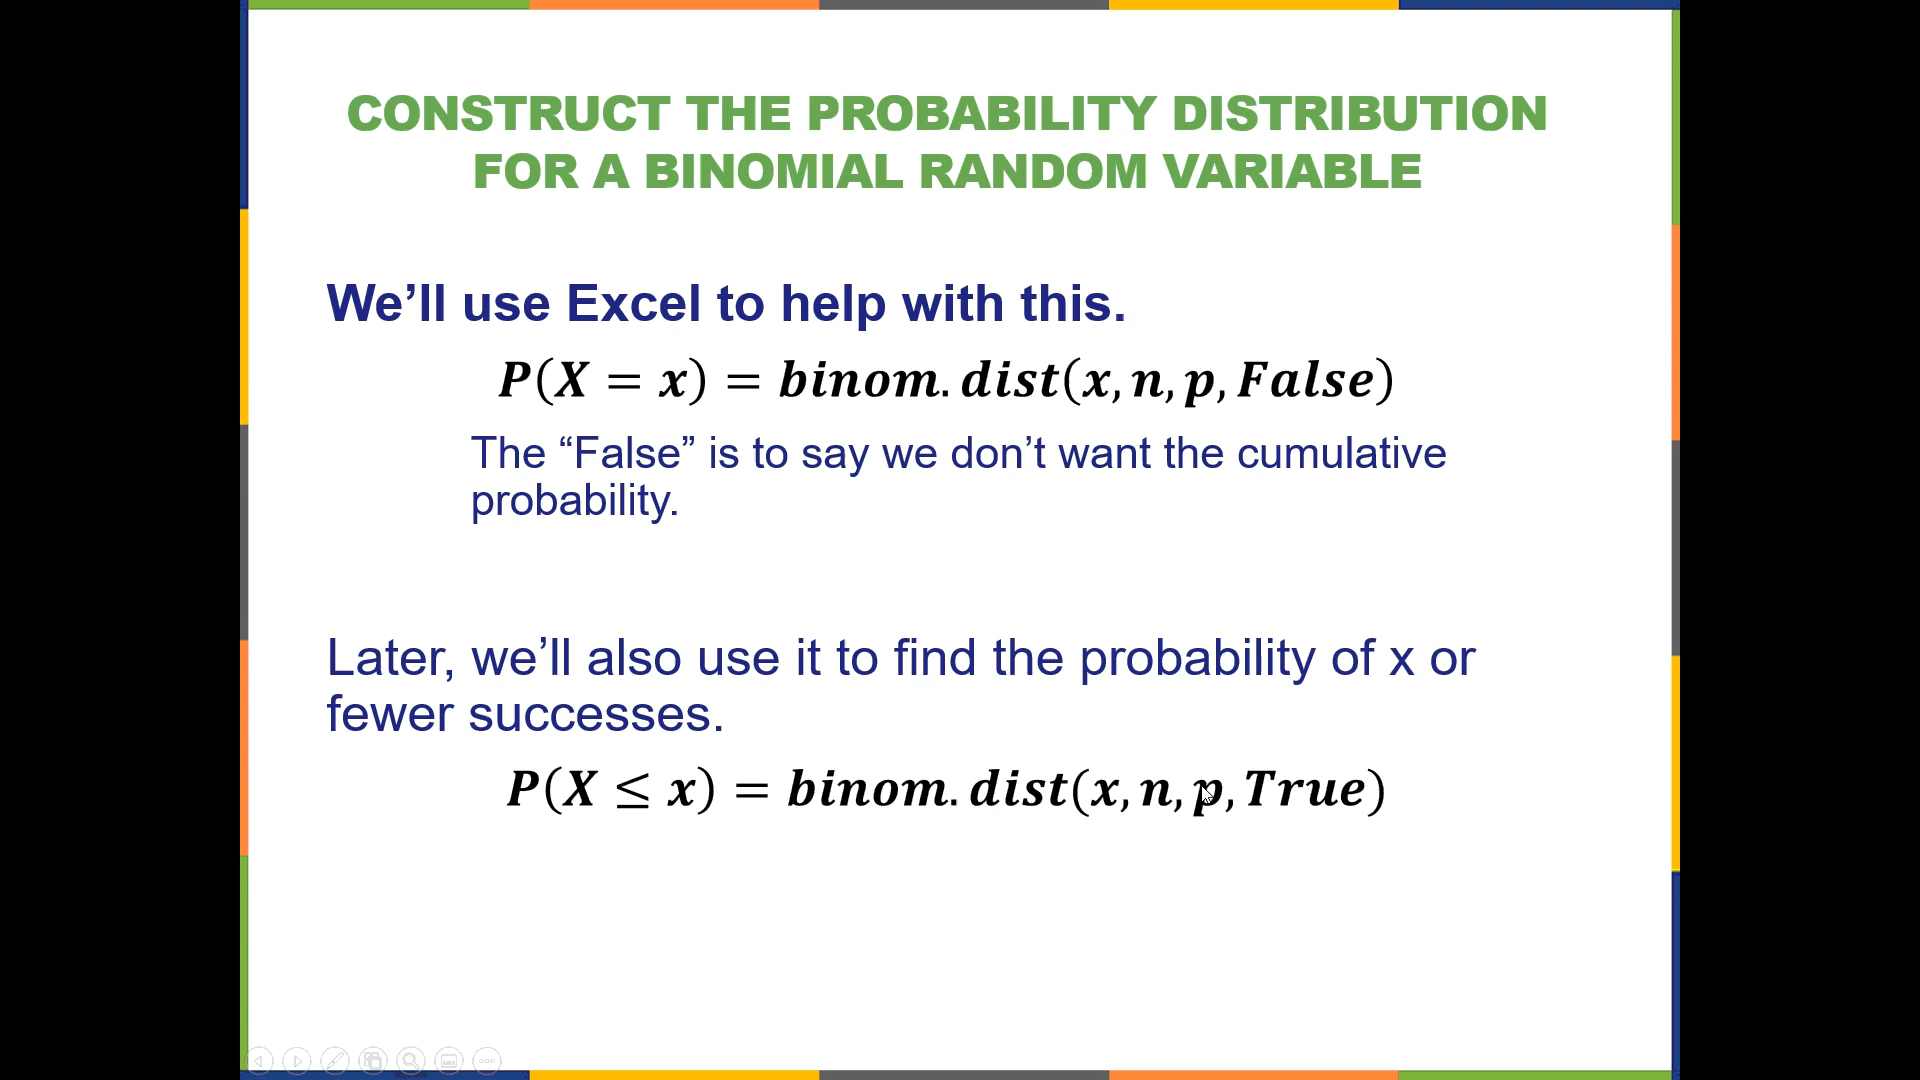 CONSTRUCT THE PROBABILITY DISTRIBUTION
FOR A BINOMIAL RANDOM VARIABLE
We’ll use Excel to help with this.
P(X = x) = binom.dist(x, n, p, False)
The “False” is to say we don’t want the cumulative
probability.
Later, we’ll also use it to find the probability of x or
fewer successes.
P(X ≤ x) = binom.dist(x, n, p, True)